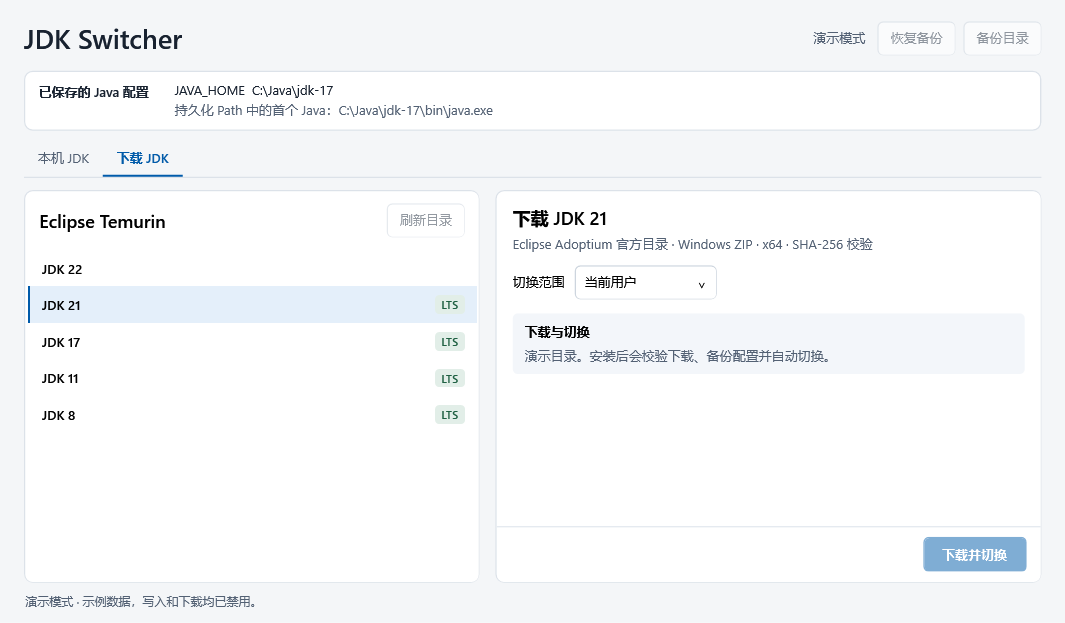 JDK Switcher
演示模式 恢复备份 备份目录
已保存的 Java 配置 JAVA_HOME C:\Java\jdk-17
持久化 Path 中的首个 Java: C:\Java\jdk-17\bin\java.exe
本机 JDK 下载 JDK
Eclipse Temurin 刷新目录
JDK 22
JDK 21 LTS
JDK 17 LTS
JDK 11 LTS
JDK 8 LTS
下载 JDK 21
Eclipse Adoptium 官方目录 · Windows ZIP · x64 · SHA-256 校验
切换范围 当前用户
下载与切换
演示目录。安装后会校验下载、备份配置并自动切换。
下载并切换
演示模式 · 示例数据，写入和下载均已禁用。